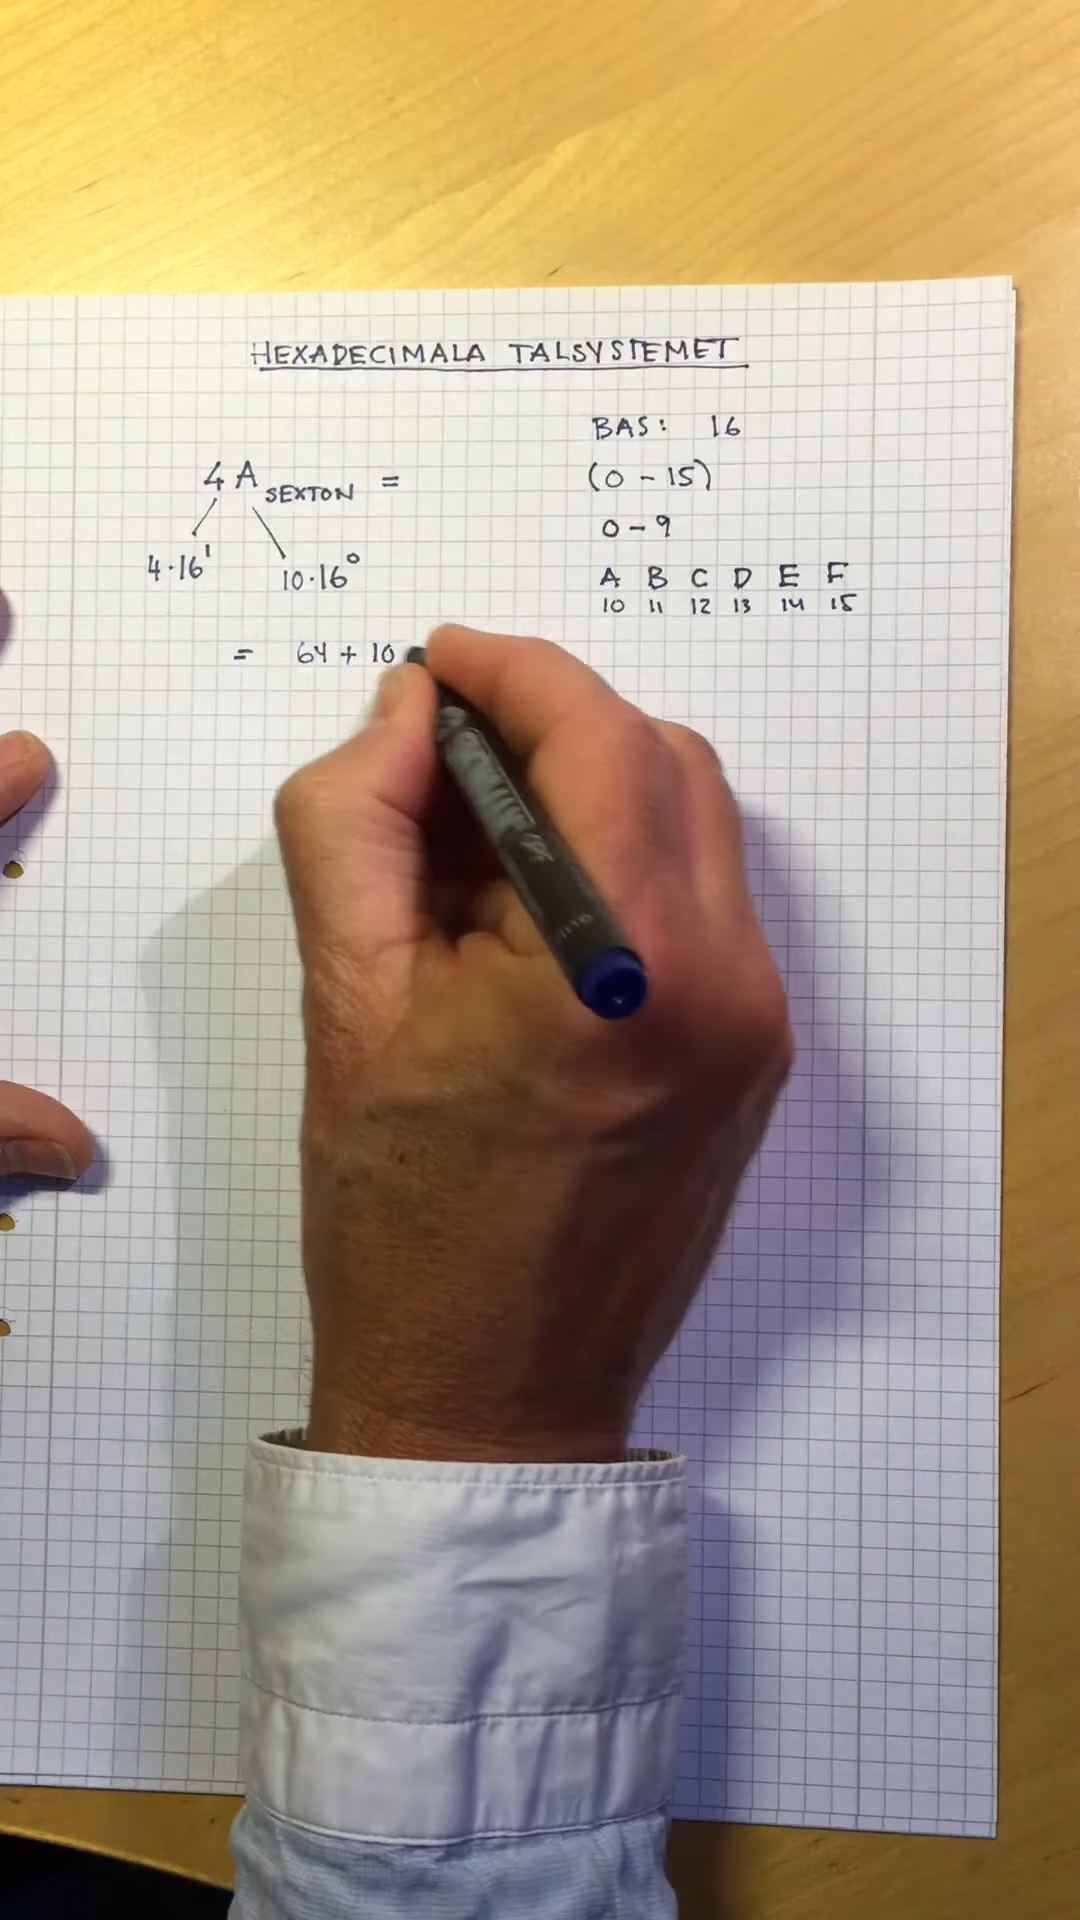 HEXADECIMALA TALSYSTEMET
4A SEXTON =
4·16¹ 10·16⁰
= 64 + 10
BAS: 16
(0 - 15)
0 - 9
A B C D E F
10 11 12 13 14 15